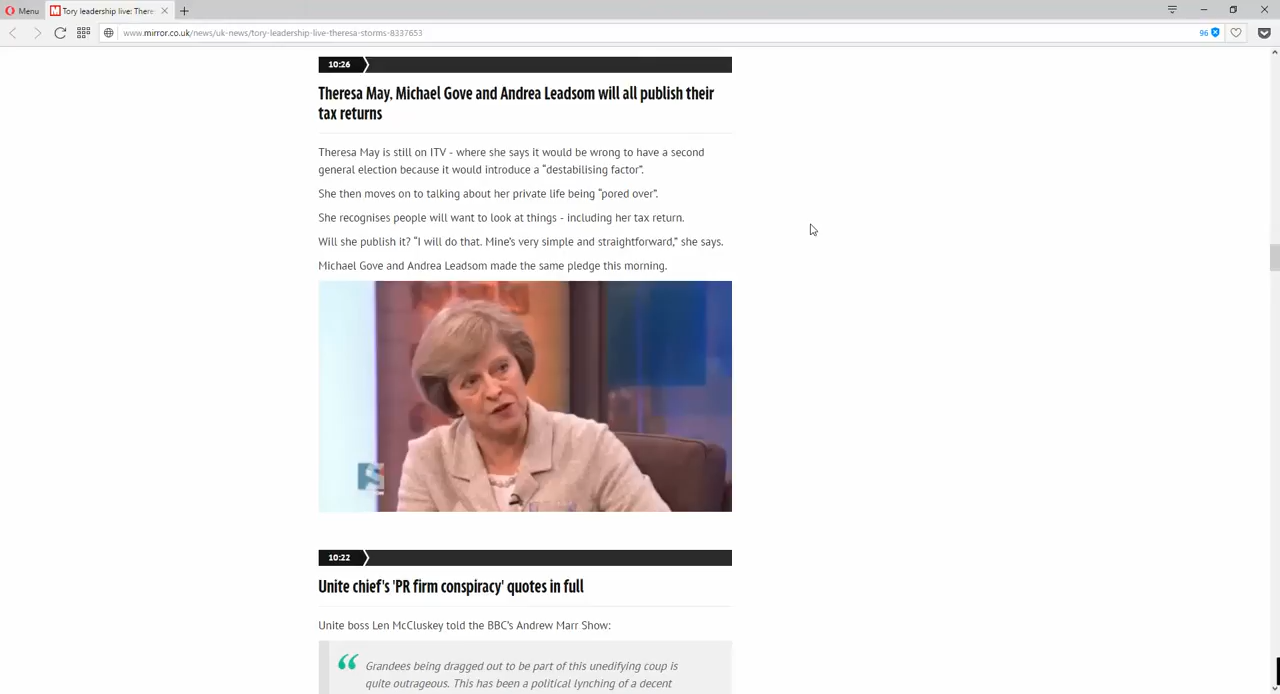 Menu
Tory leadership live: There
www.mirror.co.uk/news/uk-news/tory-leadership-live-theresa-storms-8337653
96
10:26
Theresa May, Michael Gove and Andrea Leadsom will all publish their
tax returns
Theresa May is still on ITV - where she says it would be wrong to have a second
general election because it would introduce a “destabilising factor”.
She then moves on to talking about her private life being “pored over”.
She recognises people will want to look at things - including her tax return.
Will she publish it? “I will do that. Mine’s very simple and straightforward,” she says.
Michael Gove and Andrea Leadsom made the same pledge this morning.
10:22
Unite chief's 'PR firm conspiracy' quotes in full
Unite boss Len McCluskey told the BBC’s Andrew Marr Show:
Grandees being dragged out to be part of this unedifying coup is
quite outrageous. This has been a political lynching of a decent